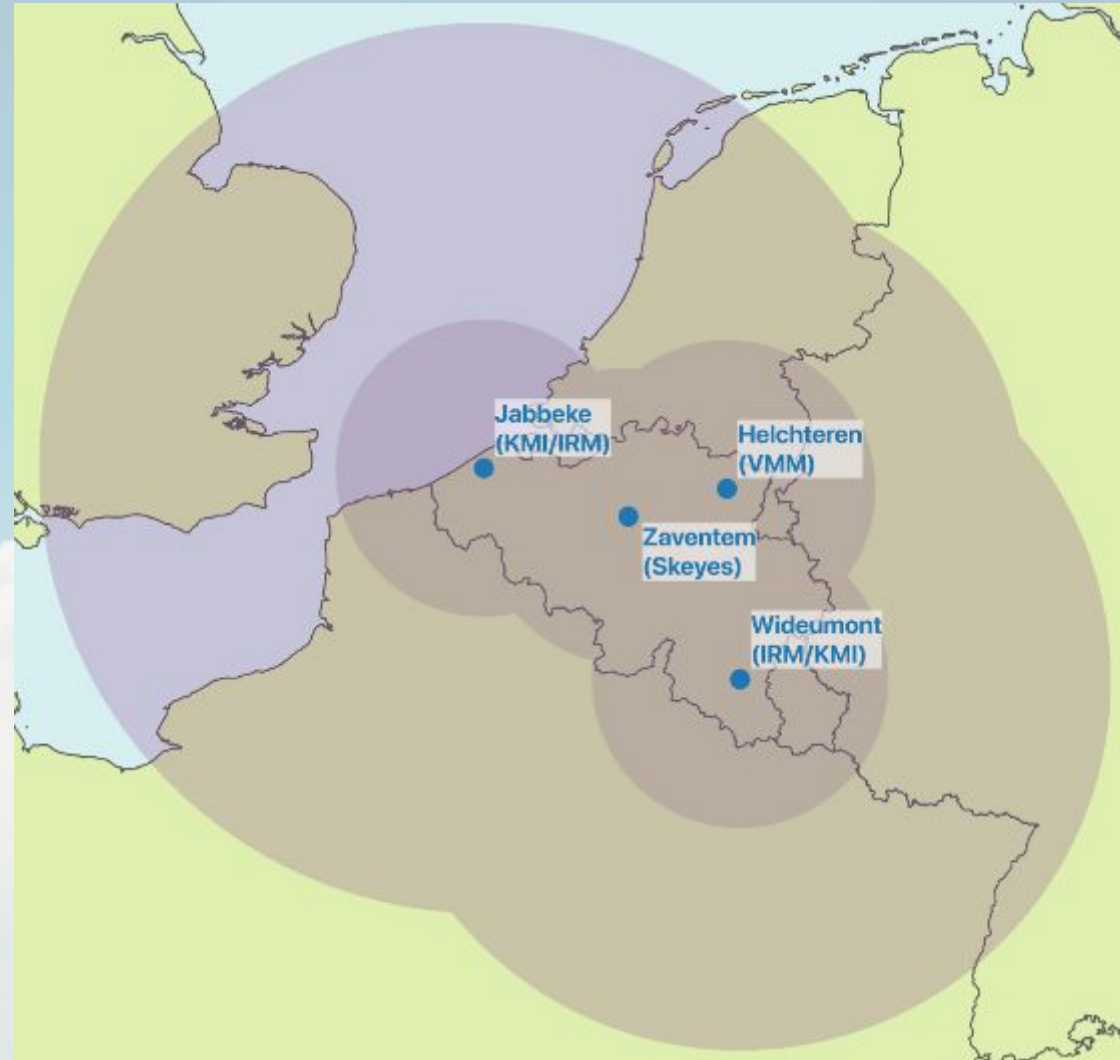 Jabbeke
(KMI/IRM)
Helchteren
(VMM)
Zaventem
(Skeyes)
Wideumont
(IRM/KMI)